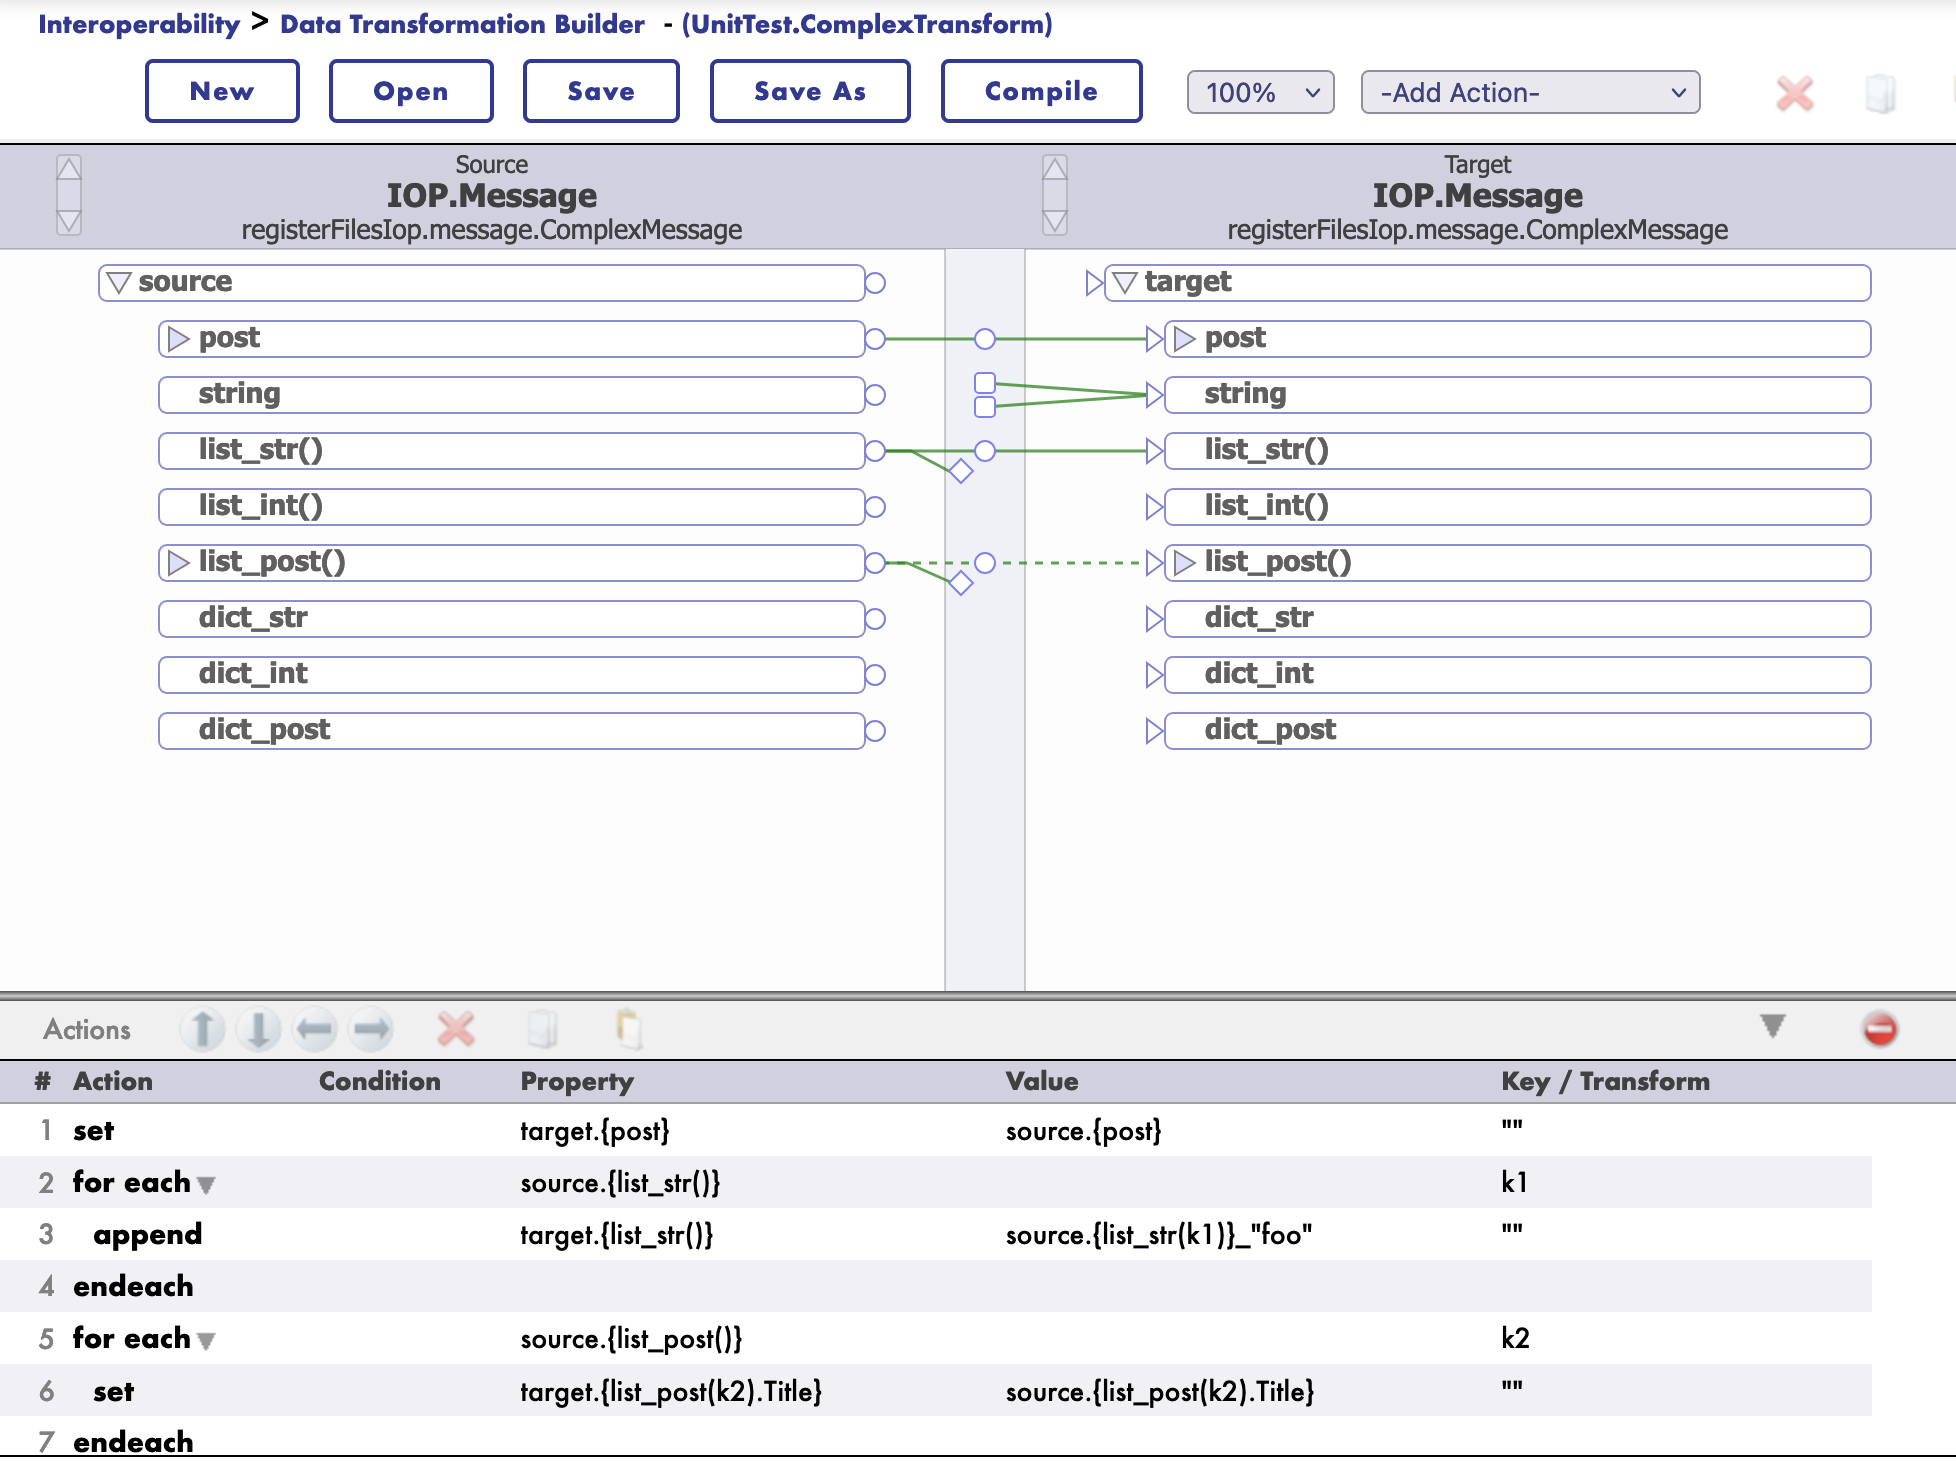 Interoperability > Data Transformation Builder - (UnitTest.ComplexTransform)
New Open Save Save As Compile 100% -Add Action-
Source
IOP.Message
registerFilesIop.message.ComplexMessage
Target
IOP.Message
registerFilesIop.message.ComplexMessage
source target
post post
string string
list_str() list_str()
list_int() list_int()
list_post() list_post()
dict_str dict_str
dict_int dict_int
dict_post dict_post
Actions
# Action Condition Property Value Key / Transform
1 set target.{post} source.{post} ""
2 for each source.{list_str()} k1
3 append target.{list_str()} source.{list_str(k1)}_"foo" ""
4 endeach
5 for each source.{list_post()} k2
6 set target.{list_post(k2).Title} source.{list_post(k2).Title} ""
7 endeach